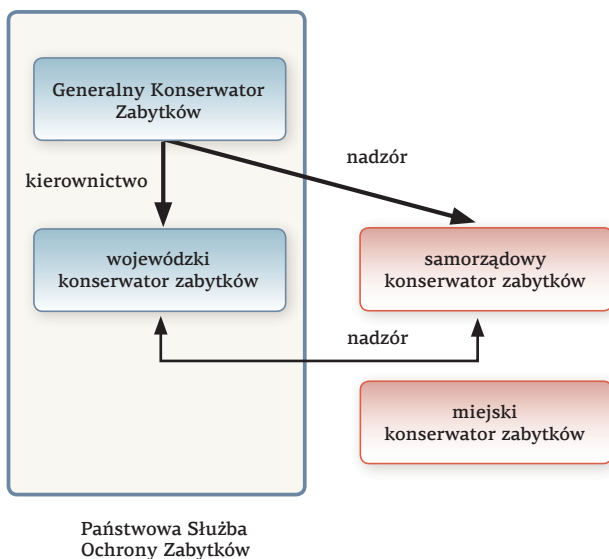 Generalny Konserwator
Zabytków
kierownictwo
nadzór
wojewódzki
konserwator zabytków
samorządowy
konserwator zabytków
nadzór
miejski
konserwator zabytków
Państwowa Służba
Ochrony Zabytków